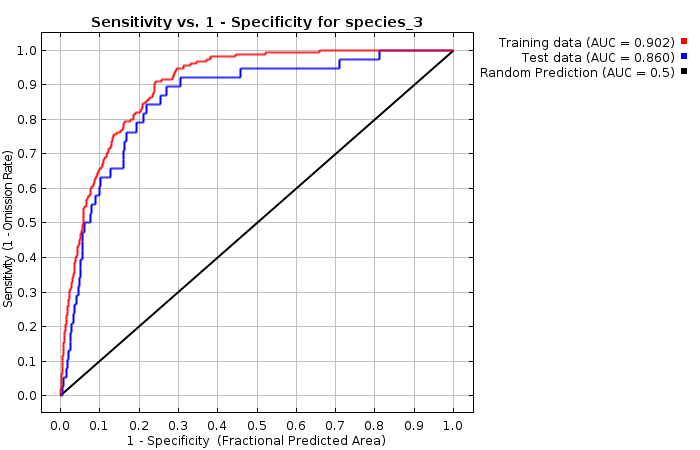 Sensitivity vs. 1 - Specificity for species_3
Training data (AUC = 0.902)
Test data (AUC = 0.860)
Random Prediction (AUC = 0.5)
Sensitivity (1 - Omission Rate)
1.0
0.9
0.8
0.7
0.6
0.5
0.4
0.3
0.2
0.1
0.0
0.0 0.1 0.2 0.3 0.4 0.5 0.6 0.7 0.8 0.9 1.0
1 - Specificity (Fractional Predicted Area)